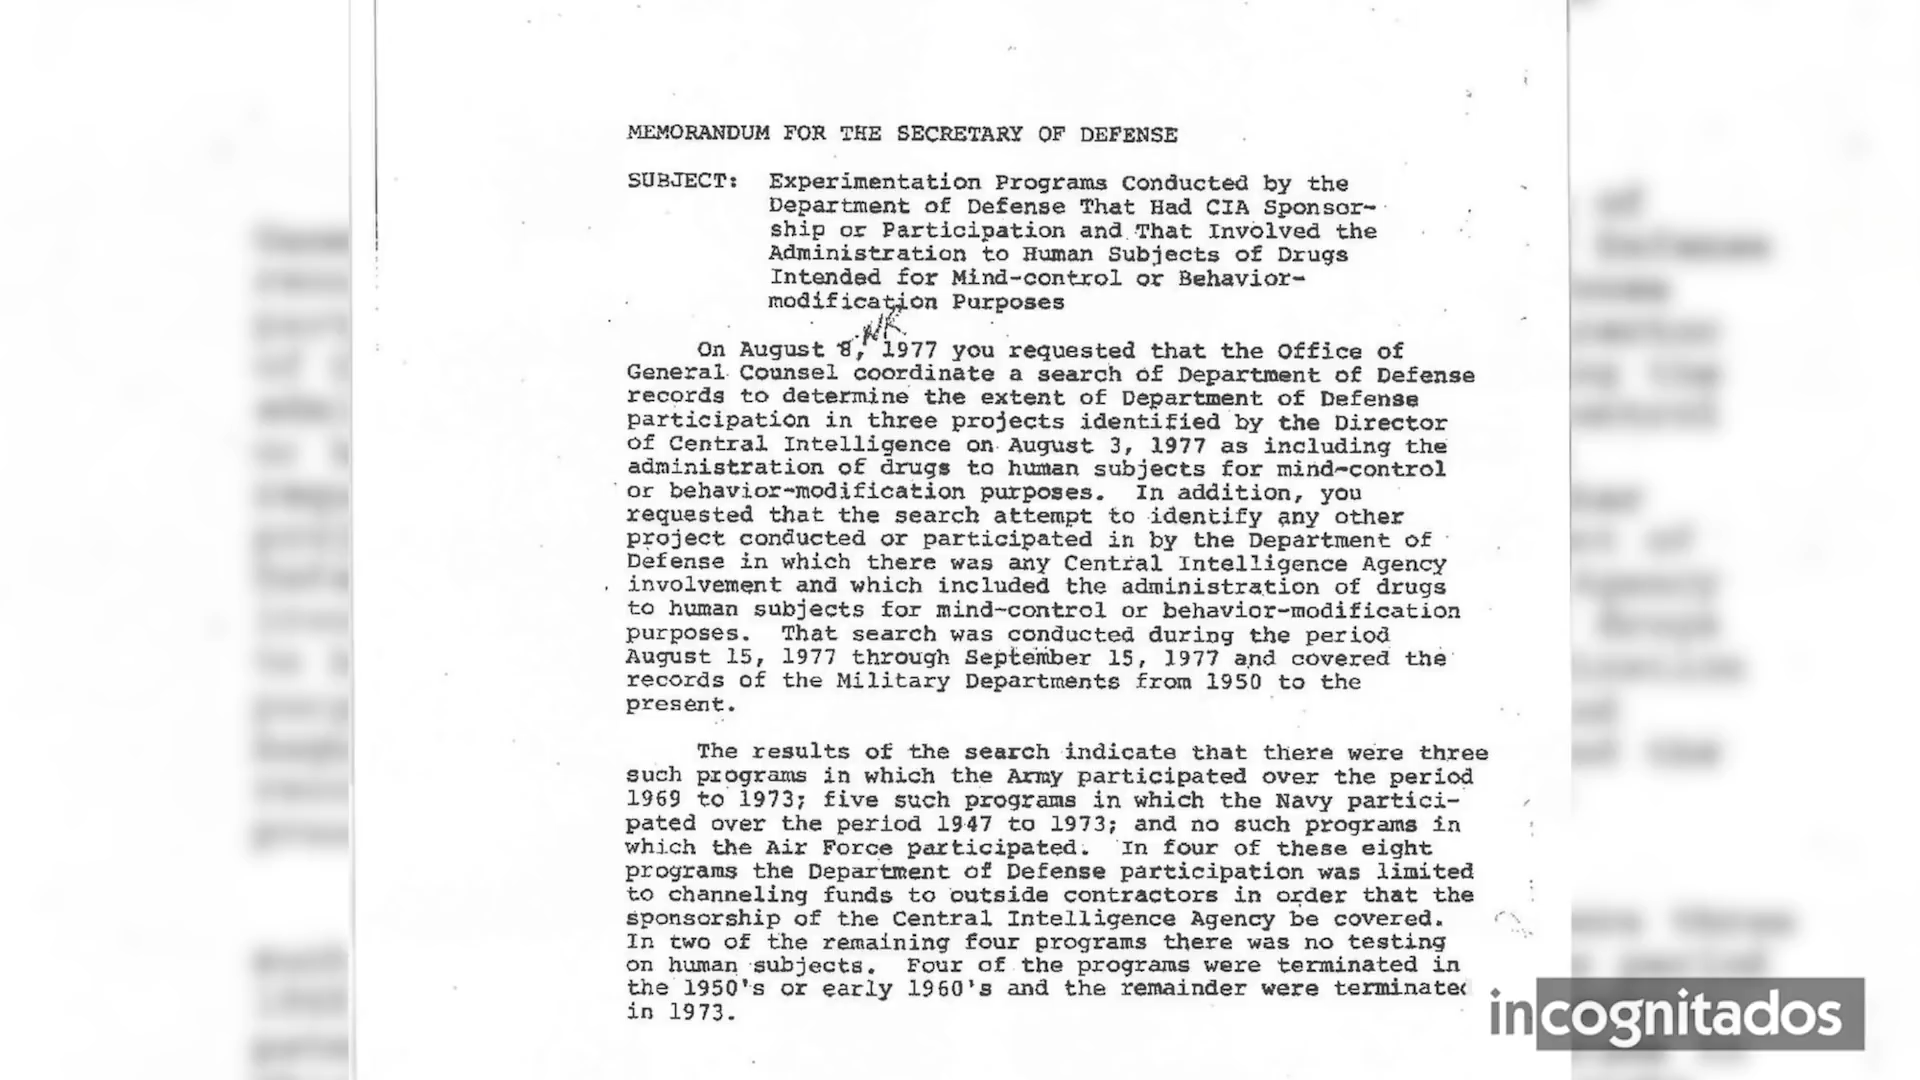 MEMORANDUM FOR THE SECRETARY OF DEFENSE
SUBJECT: Experimentation Programs Conducted by the
Department of Defense That Had CIA Sponsor-
ship or Participation and That Involved the
Administration to Human Subjects of Drugs
Intended for Mind-control or Behavior-
modification Purposes
On August 8, 1977 you requested that the Office of
General Counsel coordinate a search of Department of Defense
records to determine the extent of Department of Defense
participation in three projects identified by the Director
of Central Intelligence on August 3, 1977 as including the
administration of drugs to human subjects for mind-control
or behavior-modification purposes. In addition, you
requested that the search attempt to identify any other
project conducted or participated in by the Department of
Defense in which there was any Central Intelligence Agency
involvement and which included the administration of drugs
to human subjects for mind-control or behavior-modification
purposes. That search was conducted during the period
August 15, 1977 through September 15, 1977 and covered the
records of the Military Departments from 1950 to the
present.
The results of the search indicate that there were three
such programs in which the Army participated over the period
1969 to 1973; five such programs in which the Navy partici-
pated over the period 1947 to 1973; and no such programs in
which the Air Force participated. In four of these eight
programs the Department of Defense participation was limited
to channeling funds to outside contractors in order that the
sponsorship of the Central Intelligence Agency be covered.
In two of the remaining four programs there was no testing
on human subjects. Four of the programs were terminated in
the 1950's or early 1960's and the remainder were terminated
in 1973.
incognitados